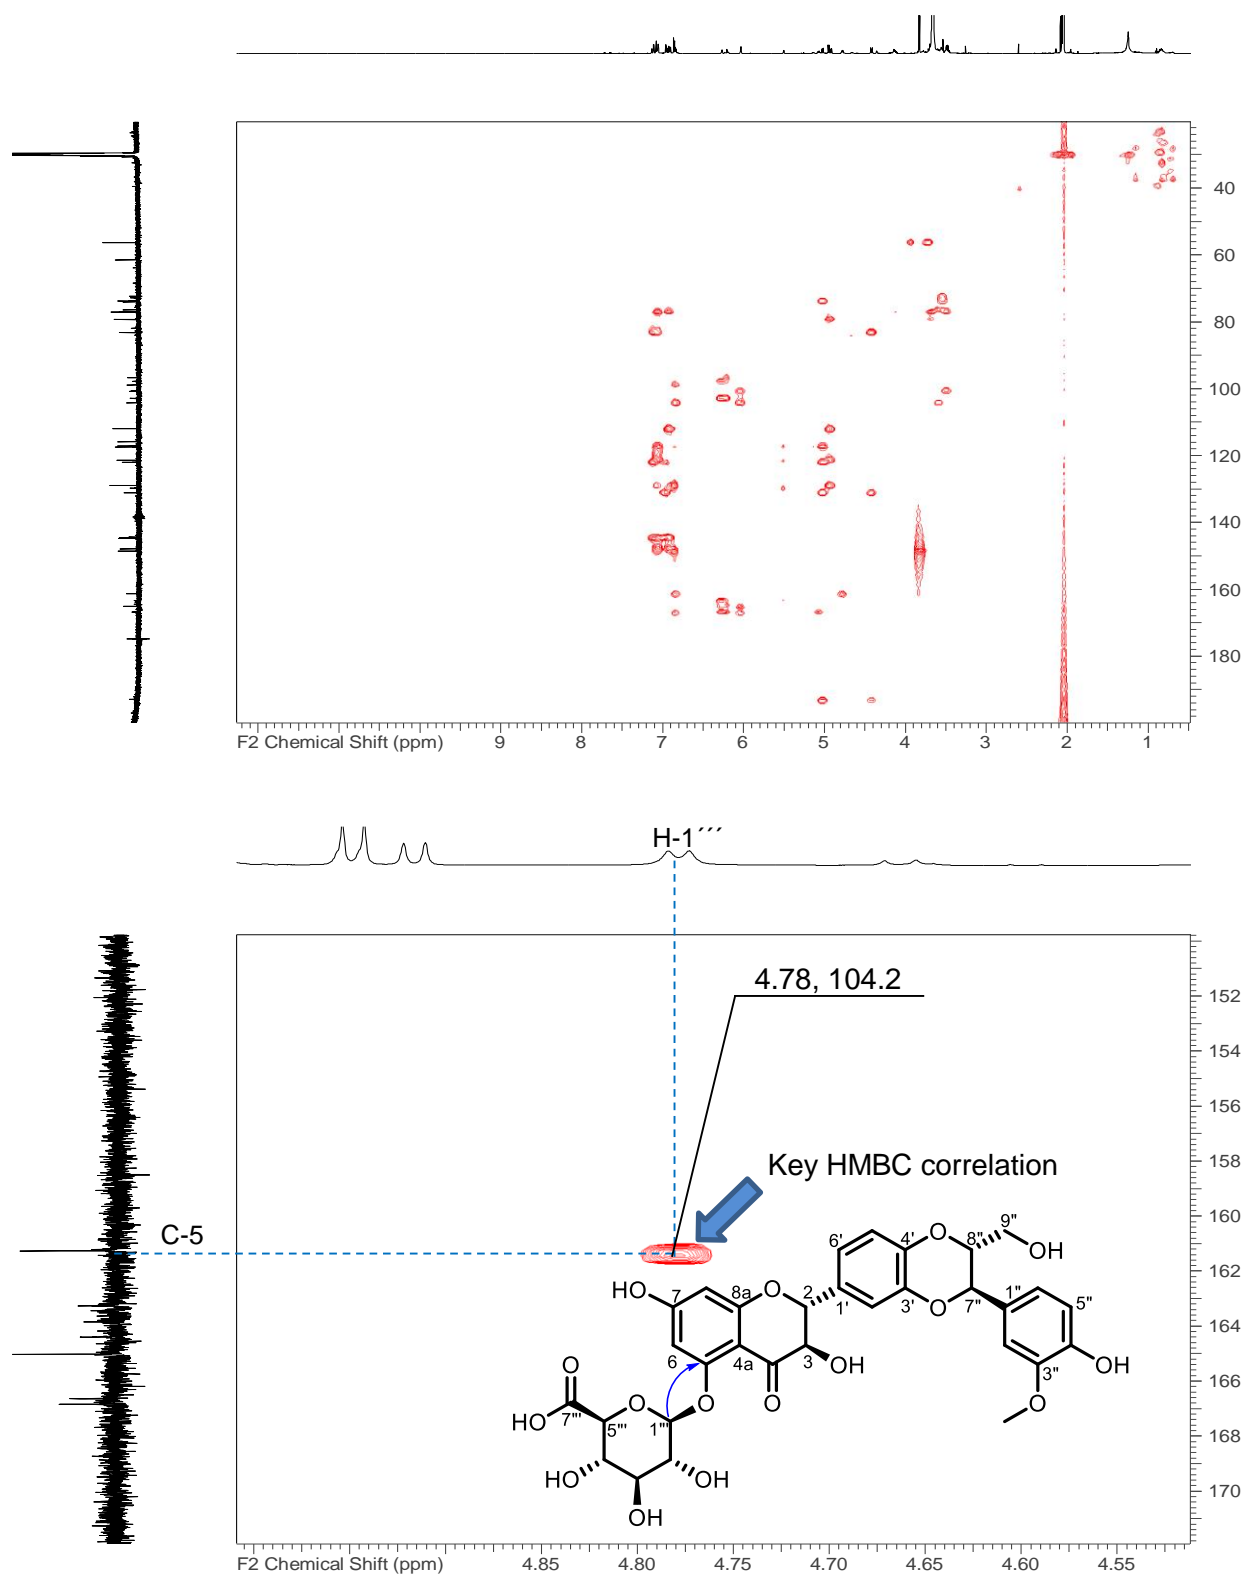 40
60
80
100
120
140
160
180
F2 Chemical Shift (ppm) 9 8 7 6 5 4 3 2 1
H-1´´´
4.78, 104.2
152
154
156
158
Key HMBC correlation
160
C-5
162
164
166
168
170
9"
6' 4' O 8" OH
HO 7 8a O 2 1' 3' O 7" 1" 5"
6 4a 3 OH 3" OH
O O O O
HO 7''' O 1''' O
5'''
HO OH
OH
F2 Chemical Shift (ppm) 4.85 4.80 4.75 4.70 4.65 4.60 4.55